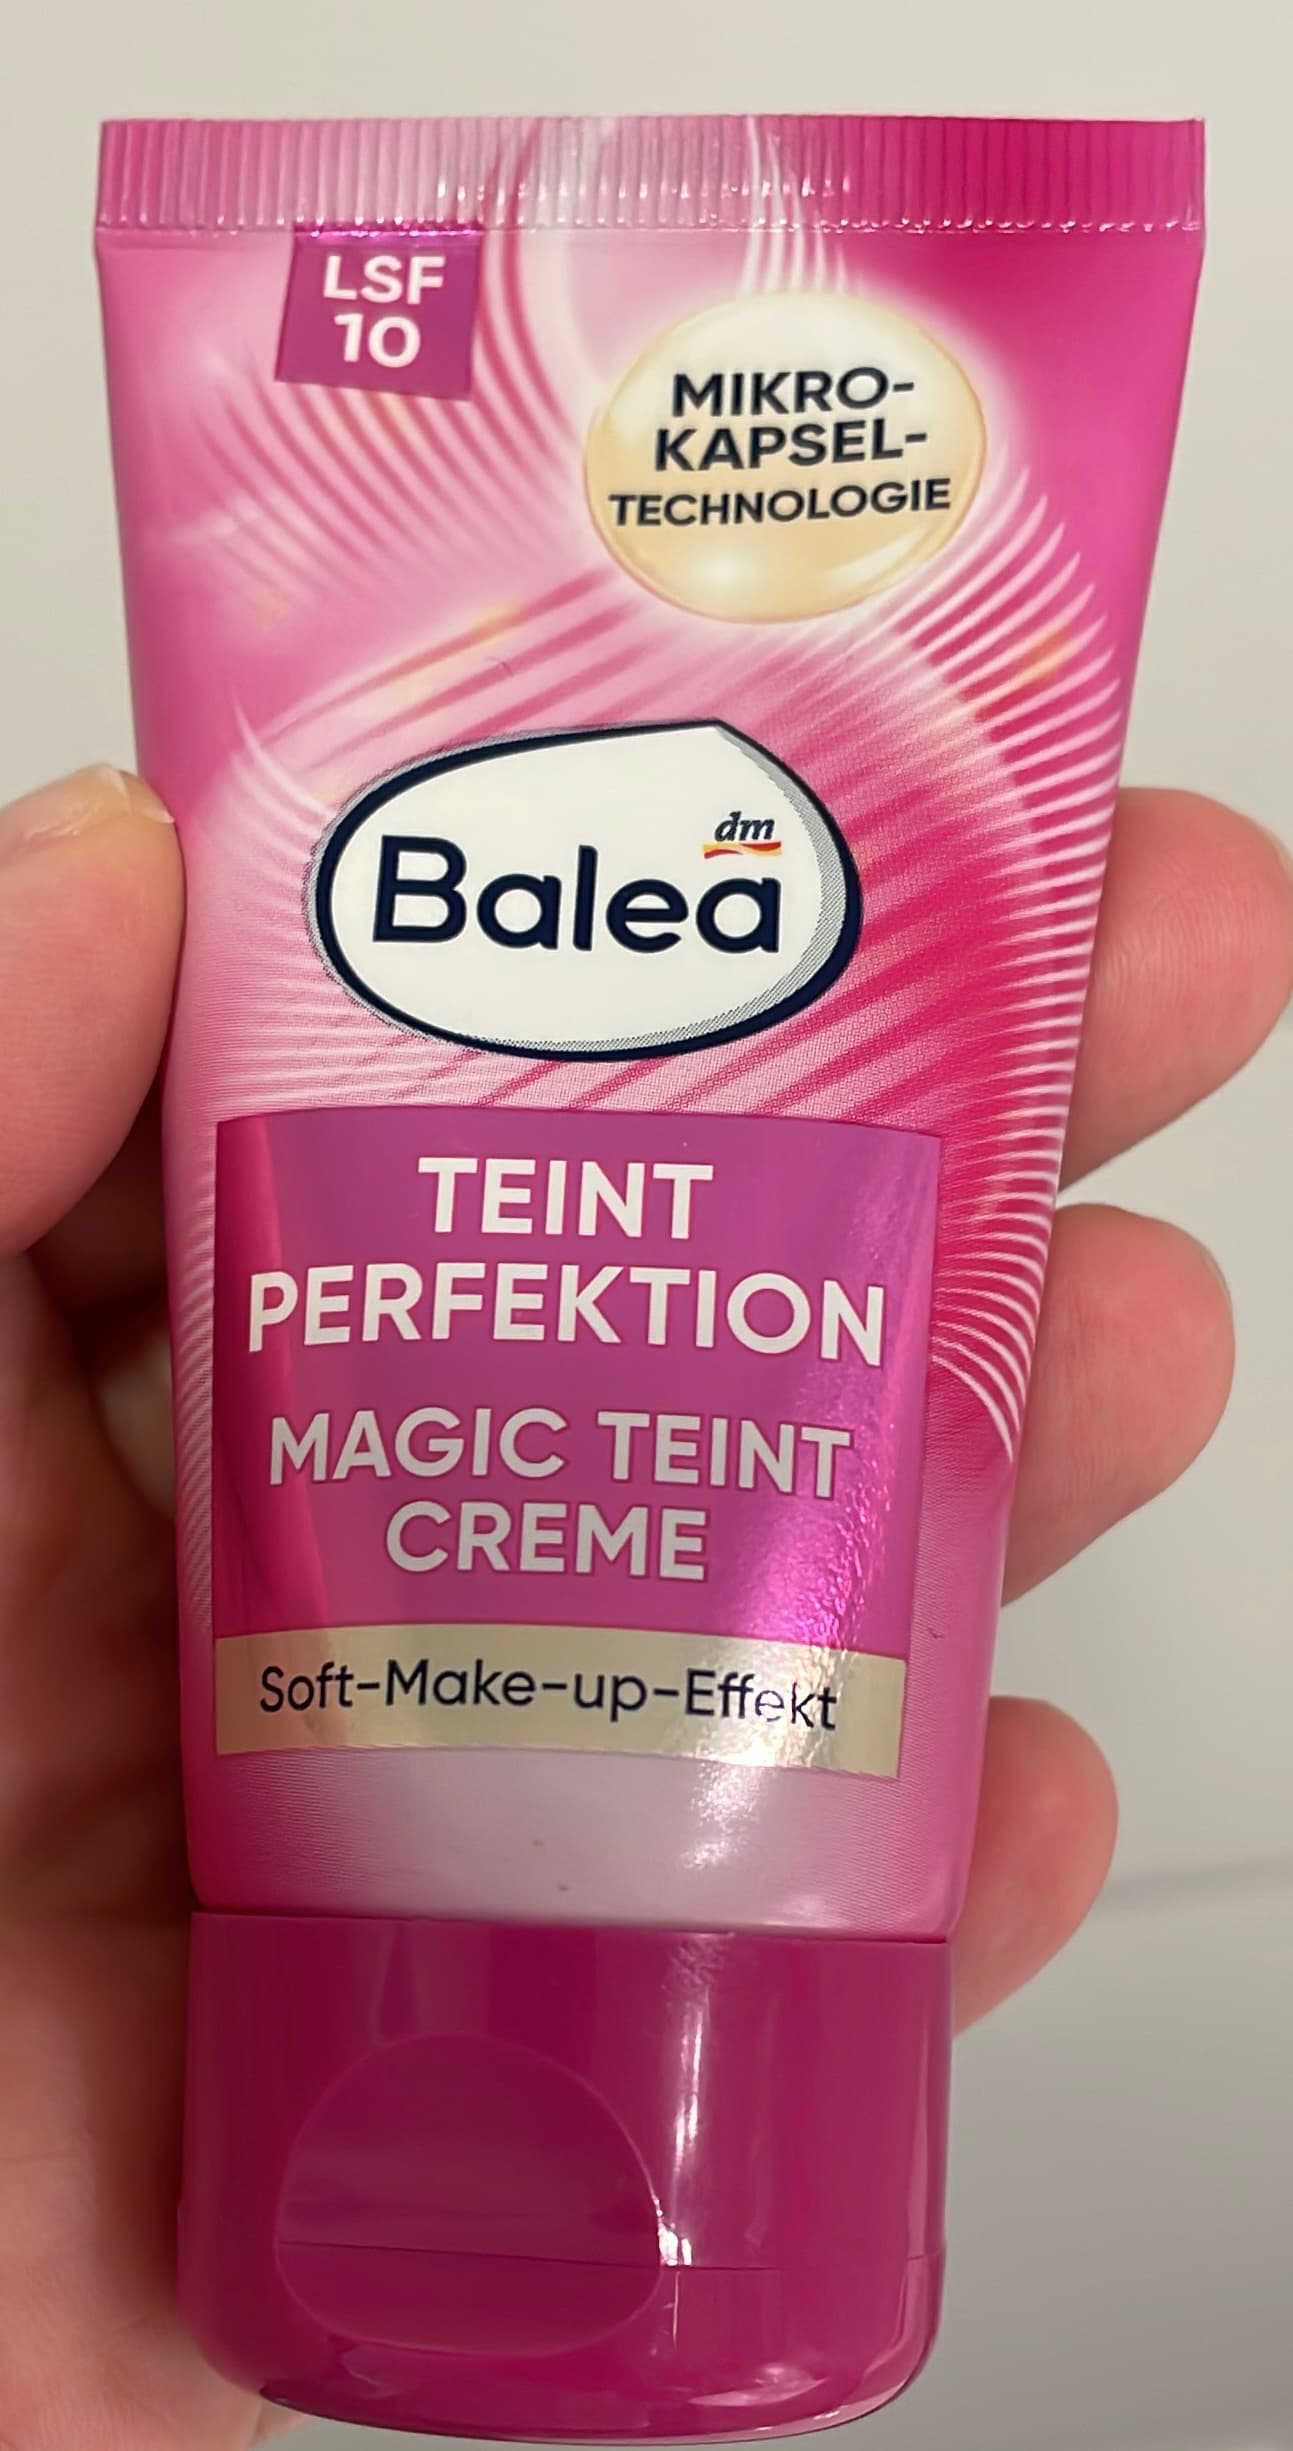 LSF
10
MIKRO-
KAPSEL-
TECHNOLOGIE
dm
Balea
TEINT
PERFEKTION
MAGIC TEINT
CREME
Soft-Make-up-Effekt